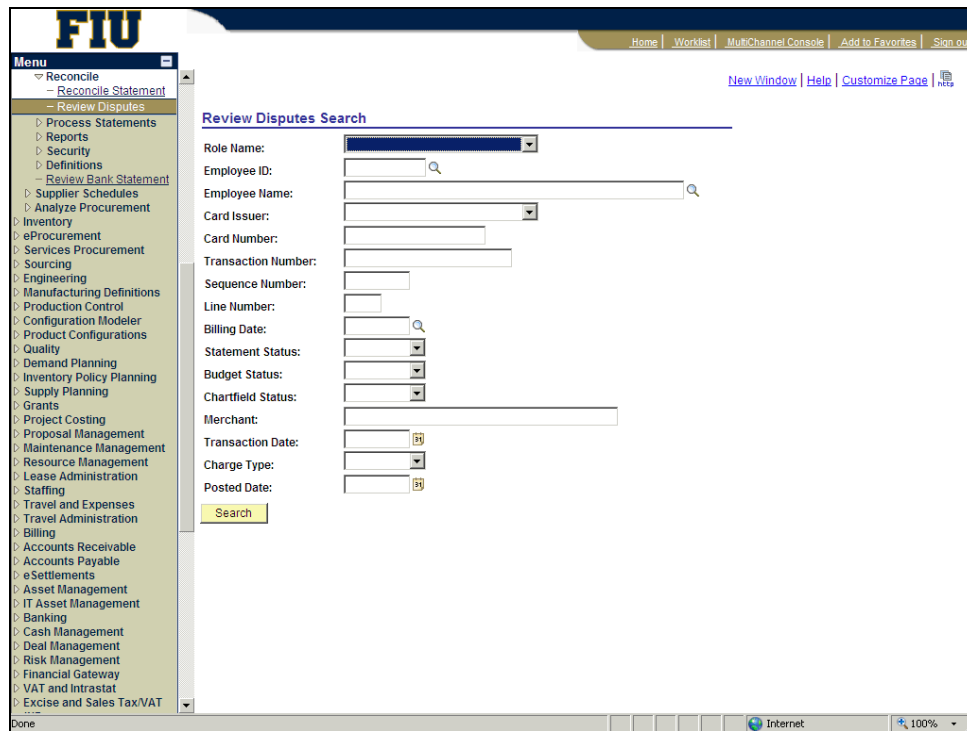 FIU
Home | Worklist | MultiChannel Console | Add to Favorites | Sign ou
Menu
Reconcile
– Reconcile Statement
– Review Disputes
Process Statements
Reports
Security
Definitions
– Review Bank Statement
Supplier Schedules
Analyze Procurement
Inventory
eProcurement
Services Procurement
Sourcing
Engineering
Manufacturing Definitions
Production Control
Configuration Modeler
Product Configurations
Quality
Demand Planning
Inventory Policy Planning
Supply Planning
Grants
Project Costing
Proposal Management
Maintenance Management
Resource Management
Lease Administration
Staffing
Travel and Expenses
Travel Administration
Billing
Accounts Receivable
Accounts Payable
eSettlements
Asset Management
IT Asset Management
Banking
Cash Management
Deal Management
Risk Management
Financial Gateway
VAT and Intrastat
Excise and Sales Tax/VAT
New Window | Help | Customize Page | http
Review Disputes Search
Role Name:
Employee ID:
Employee Name:
Card Issuer:
Card Number:
Transaction Number:
Sequence Number:
Line Number:
Billing Date:
Statement Status:
Budget Status:
Chartfield Status:
Merchant:
Transaction Date: 31
Charge Type:
Posted Date: 31
Search
Done
Internet
100%